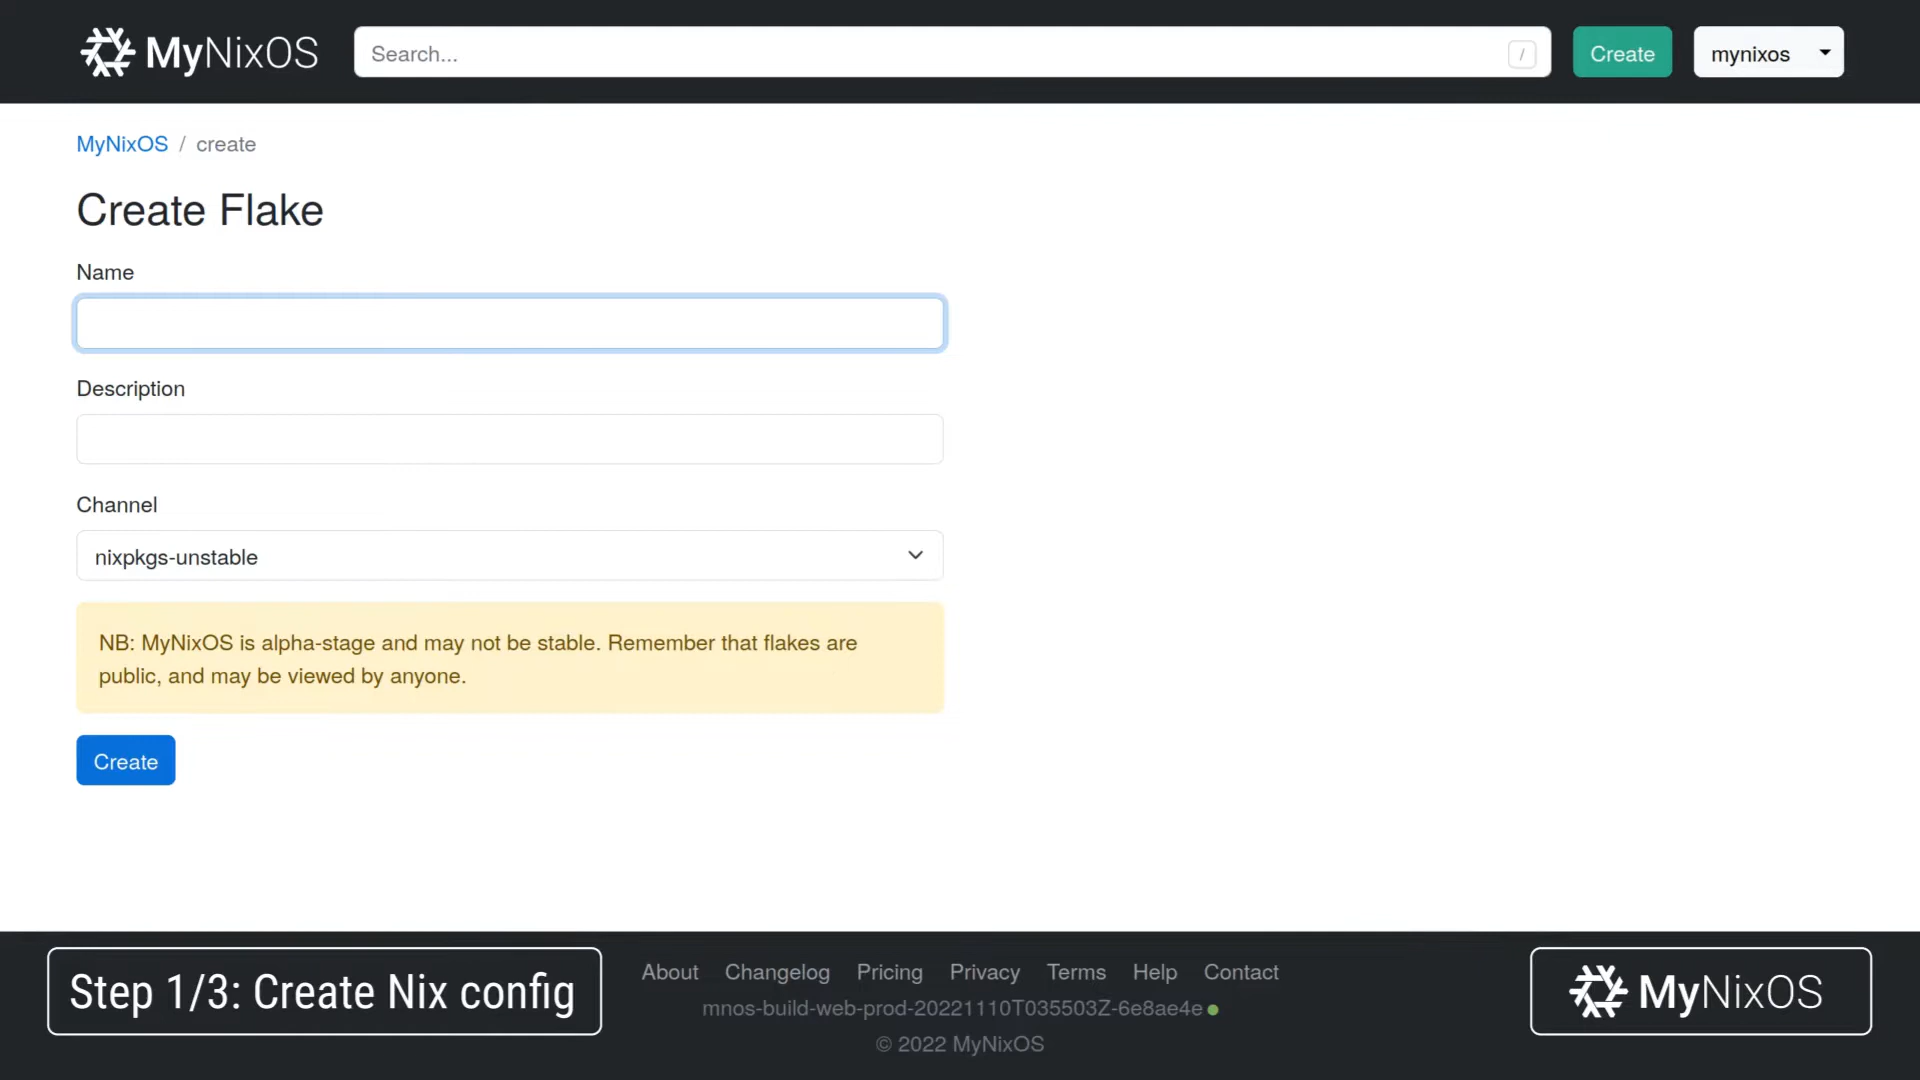 MyNixOS
Search...
/
Create
mynixos
MyNixOS / create
Create Flake
Name
Description
Channel
nixpkgs-unstable
NB: MyNixOS is alpha-stage and may not be stable. Remember that flakes are
public, and may be viewed by anyone.
Create
Step 1/3: Create Nix config
About Changelog Pricing Privacy Terms Help Contact
mnos-build-web-prod-20221110T035503Z-6e8ae4e
© 2022 MyNixOS
MyNixOS